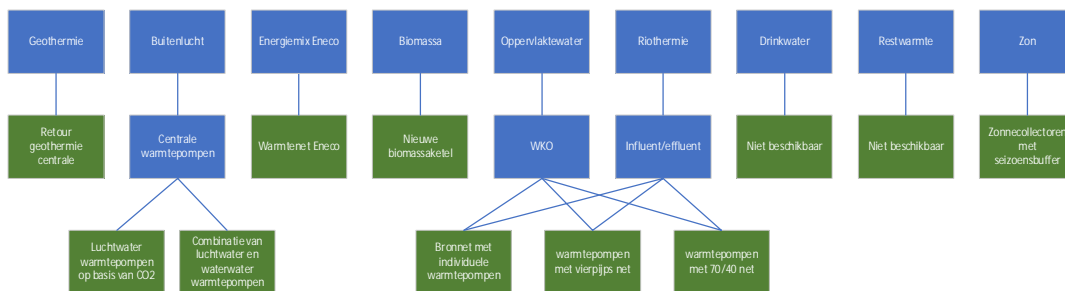 Geothermie
Buitenlucht
Energiemix Eneco
Biomassa
Oppervlaktewater
Riothermie
Drinkwater
Restwarmte
Zon
Retour
geothermie
centrale
Centrale
warmtepompen
Warmtenet Eneco
Nieuwe
biomassaketel
WKO
Influent/effluent
Niet beschikbaar
Niet beschikbaar
Zonnecollectoren
met
seizoensbuffer
Luchtwater
warmtepompen
op basis van CO2
Combinatie van
luchtwater en
waterwater
warmtepompen
Bronnet met
individuele
warmtepompen
warmtepompen
met vierpijps net
warmtepompen
met 70/40 net